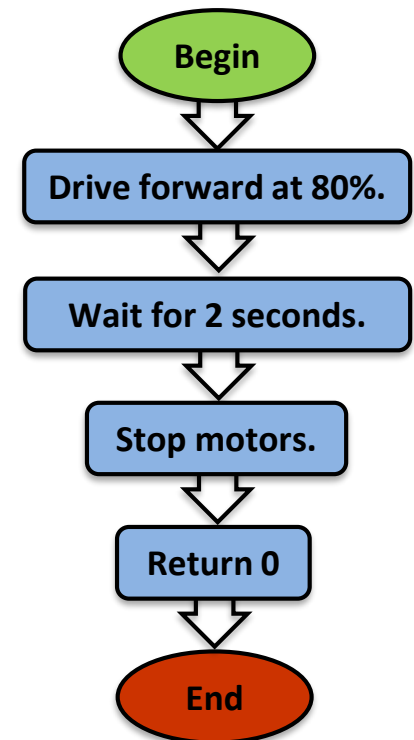 Begin
Drive forward at 80%.
Wait for 2 seconds.
Stop motors.
Return 0
End